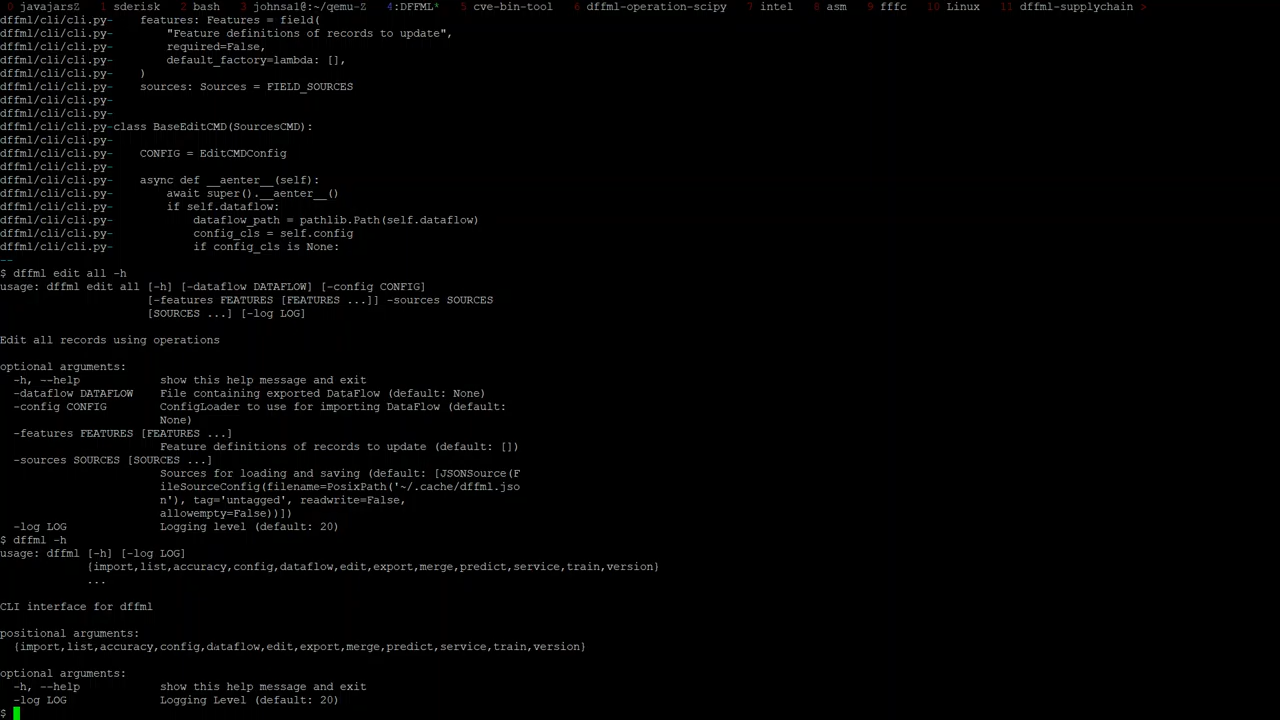 0 javajarsZ  1 sderisk  2 bash  3 johnsal@:~/qemu-Z  4:DFFML*  5 cve-bin-tool  6 dffml-operation-scipy  7 intel  8 asm  9 fffc  10 Linux  11 dffml-supplychain >
dffml/cli/cli.py-    features: Features = field(
dffml/cli/cli.py-        "Feature definitions of records to update",
dffml/cli/cli.py-        required=False,
dffml/cli/cli.py-        default_factory=lambda: [],
dffml/cli/cli.py-    )
dffml/cli/cli.py-    sources: Sources = FIELD_SOURCES
dffml/cli/cli.py-
dffml/cli/cli.py-
dffml/cli/cli.py-class BaseEditCMD(SourcesCMD):
dffml/cli/cli.py-
dffml/cli/cli.py-    CONFIG = EditCMDConfig
dffml/cli/cli.py-
dffml/cli/cli.py-    async def __aenter__(self):
dffml/cli/cli.py-        await super().__aenter__()
dffml/cli/cli.py-        if self.dataflow:
dffml/cli/cli.py-            dataflow_path = pathlib.Path(self.dataflow)
dffml/cli/cli.py-            config_cls = self.config
dffml/cli/cli.py-            if config_cls is None:
--
$ dffml edit all -h
usage: dffml edit all [-h] [-dataflow DATAFLOW] [-config CONFIG]
                      [-features FEATURES [FEATURES ...]] -sources SOURCES
                      [SOURCES ...] [-log LOG]
Edit all records using operations
optional arguments:
  -h, --help            show this help message and exit
  -dataflow DATAFLOW    File containing exported DataFlow (default: None)
  -config CONFIG        ConfigLoader to use for importing DataFlow (default:
                        None)
  -features FEATURES [FEATURES ...]
                        Feature definitions of records to update (default: [])
  -sources SOURCES [SOURCES ...]
                        Sources for loading and saving (default: [JSONSource(F
                        ileSourceConfig(filename=PosixPath('~/.cache/dffml.jso
                        n'), tag='untagged', readwrite=False,
                        allowempty=False))])
  -log LOG              Logging level (default: 20)
$ dffml -h
usage: dffml [-h] [-log LOG]
             {import,list,accuracy,config,dataflow,edit,export,merge,predict,service,train,version}
             ...
CLI interface for dffml
positional arguments:
  {import,list,accuracy,config,dataflow,edit,export,merge,predict,service,train,version}
optional arguments:
  -h, --help            show this help message and exit
  -log LOG              Logging Level (default: 20)
$